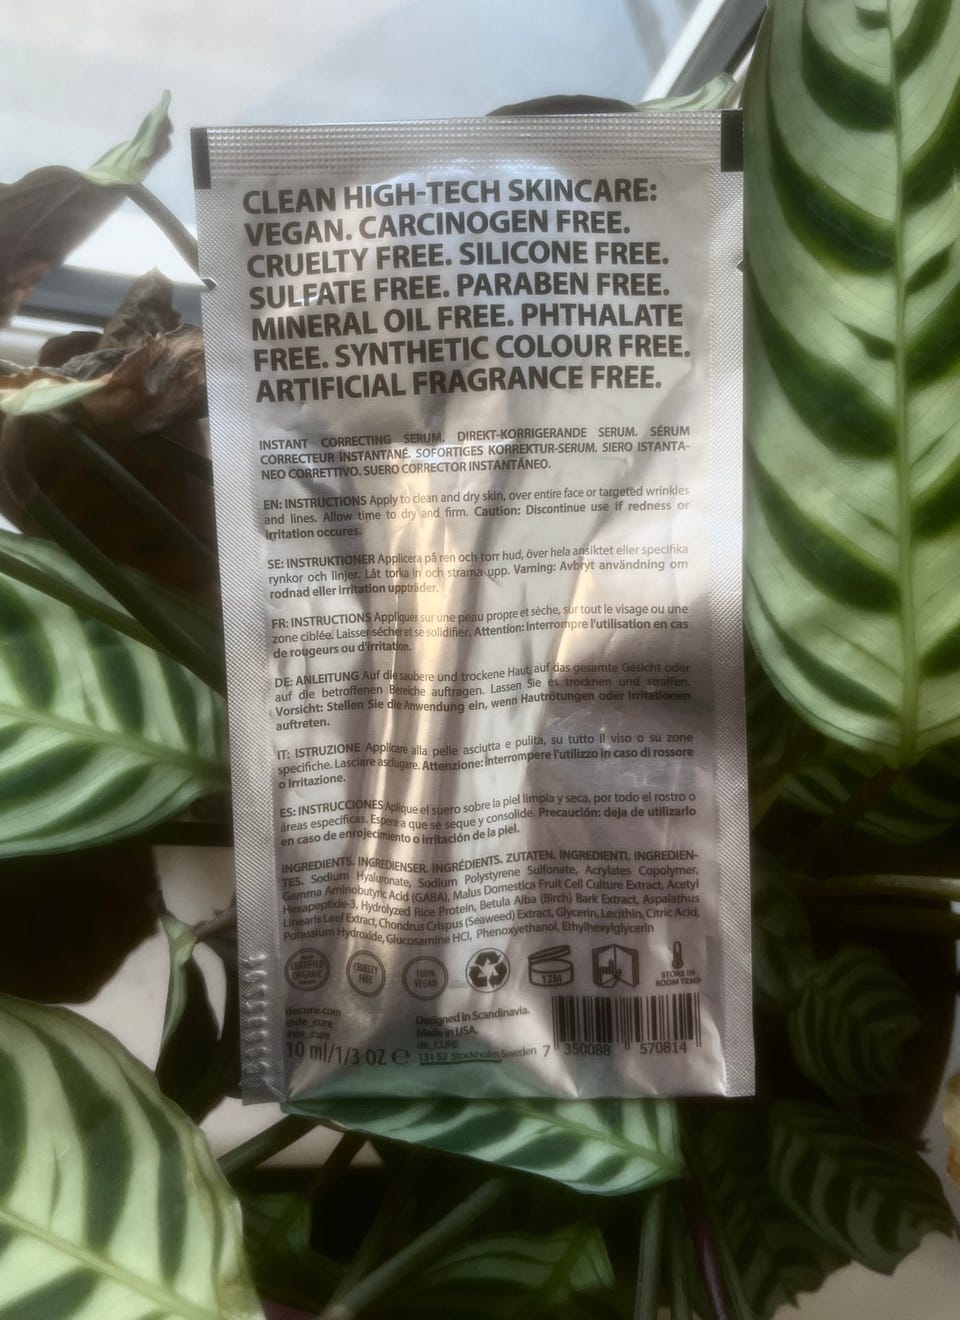 CLEAN HIGH-TECH SKINCARE:
VEGAN. CARCINOGEN FREE.
CRUELTY FREE. SILICONE FREE.
SULFATE FREE. PARABEN FREE.
MINERAL OIL FREE. PHTHALATE
FREE. SYNTHETIC COLOUR FREE.
ARTIFICIAL FRAGRANCE FREE.
INSTANT CORRECTING SERUM. DIREKT-KORRIGERANDE SERUM. SÉRUM
CORRECTEUR INSTANTANÉ. SOFORTIGES KORREKTUR-SERUM. SIERO ISTANTA-
NEO CORRETTIVO. SUERO CORRECTOR INSTANTÁNEO.
EN: INSTRUCTIONS Apply to clean and dry skin, over entire face or targeted wrinkles
and lines. Allow time to dry and firm. Caution: Discontinue use if redness or
irritation occures.
SE: INSTRUKTIONER Applicera på ren och torr hud, över hela ansiktet eller specifika
rynkor och linjer. Låt torka in och strama upp. Varning: Avbryt användning om
rodnad eller irritation uppträder.
FR: INSTRUCTIONS Appliquer sur une peau propre et sèche, sur tout le visage ou une
zone ciblée. Laisser sécher et se solidifier. Attention: Interrompre l'utilisation en cas
de rougeurs ou d'irritation.
DE: ANLEITUNG Auf die saubere und trockene Haut, auf das gesamte Gesicht oder
auf die betroffenen Bereiche auftragen. Lassen Sie es trocknen und straffen.
Vorsicht: Stellen Sie die Anwendung ein, wenn Hautrötungen oder Irritationen
auftreten.
IT: ISTRUZIONE Applicare alla pelle asciutta e pulita, su tutto il viso o su zone
specifiche. Lasciare asciugare. Attenzione: interrompere l'utilizzo in caso di rossore
o irritazione.
ES: INSTRUCCIONES Aplique el suero sobre la piel limpia y seca, por todo el rostro o
áreas específicas. Espere a que se seque y consolide. Precaución: deja de utilizarlo
en caso de enrojecimiento o irritación de la piel.
INGREDIENTS. INGREDIENSER. INGRÉDIENTS. ZUTATEN. INGREDIENTI. INGREDIEN-
TES. Sodium Hyaluronate, Sodium Polystyrene Sulfonate, Acrylates Copolymer,
Gamma Aminobutyric Acid (GABA), Malus Domestica Fruit Cell Culture Extract, Acetyl
Hexapeptide-3, Hydrolyzed Rice Protein, Betula Alba (Birch) Bark Extract, Aspalathus
Linearis Leaf Extract, Chondrus Crispus (Seaweed) Extract, Glycerin, Lecithin, Citric Acid,
Potassium Hydroxide, Glucosamine HCl, Phenoxyethanol, Ethylhexylglycerin
CERTIFIED
ORGANIC
CRUELTY
FREE
100%
VEGAN
12M
STORE IN
ROOM TEMP
decure.com
@de_cure
#de_cure
10 ml/1/3 OZ ℮
Designed in Scandinavia.
Made in USA.
de_CURE
131 52 Stockholm Sweden
7 350088 570814